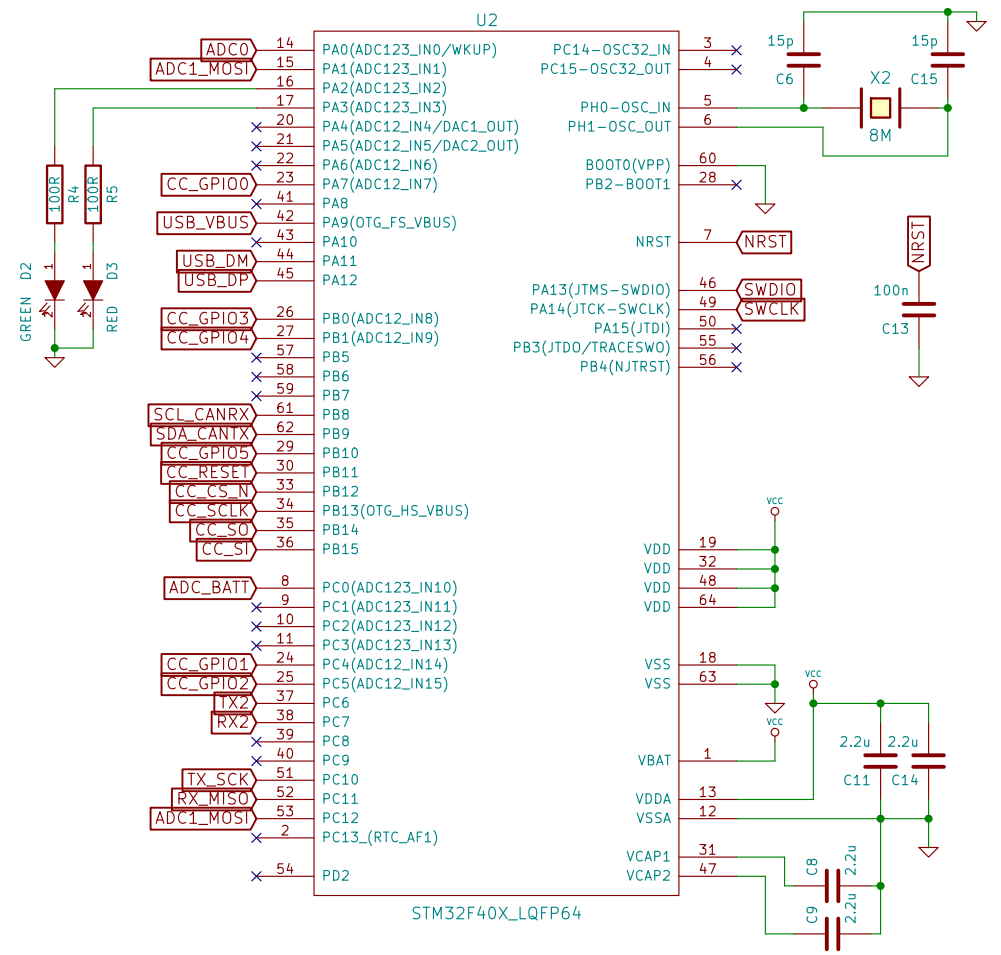 U2
ADC0 14 PA0(ADC123_IN0/WKUP)
ADC1_MOSI 15 PA1(ADC123_IN1)
16 PA2(ADC123_IN2)
17 PA3(ADC123_IN3)
20 PA4(ADC12_IN4/DAC1_OUT)
21 PA5(ADC12_IN5/DAC2_OUT)
22 PA6(ADC12_IN6)
CC_GPIO0 23 PA7(ADC12_IN7)
41 PA8
USB_VBUS 42 PA9(OTG_FS_VBUS)
43 PA10
USB_DM 44 PA11
USB_DP 45 PA12
CC_GPIO3 26 PB0(ADC12_IN8)
CC_GPIO4 27 PB1(ADC12_IN9)
57 PB5
58 PB6
59 PB7
SCL_CANRX 61 PB8
SDA_CANTX 62 PB9
CC_GPIO5 29 PB10
CC_RESET 30 PB11
CC_CS_N 33 PB12
CC_SCLK 34 PB13(OTG_HS_VBUS)
CC_SO 35 PB14
CC_SI 36 PB15
ADC_BATT 8 PC0(ADC123_IN10)
9 PC1(ADC123_IN11)
10 PC2(ADC123_IN12)
11 PC3(ADC123_IN13)
CC_GPIO1 24 PC4(ADC12_IN14)
CC_GPIO2 25 PC5(ADC12_IN15)
TX2 37 PC6
RX2 38 PC7
39 PC8
40 PC9
TX_SCK 51 PC10
RX_MISO 52 PC11
ADC1_MOSI 53 PC12
2 PC13_(RTC_AF1)
54 PD2
STM32F40X_LQFP64
100R R4
100R R5
GREEN D2
1
2
RED D3
1
2
PC14-OSC32_IN 3
PC15-OSC32_OUT 4
PH0-OSC_IN 5
PH1-OSC_OUT 6
BOOT0(VPP) 60
PB2-BOOT1 28
NRST 7 NRST
PA13(JTMS-SWDIO) 46 SWDIO
PA14(JTCK-SWCLK) 49 SWCLK
PA15(JTDI) 50
PB3(JTDO/TRACESWO) 55
PB4(NJTRST) 56
VDD 19
VDD 32
VDD 48
VDD 64
VSS 18
VSS 63
VBAT 1
VDDA 13
VSSA 12
VCAP1 31
VCAP2 47
15p
C6
15p
C15
X2
8M
NRST
100n
C13
VCC
VCC
VCC
2.2u
C11
2.2u
C14
C8 2.2u
C9 2.2u